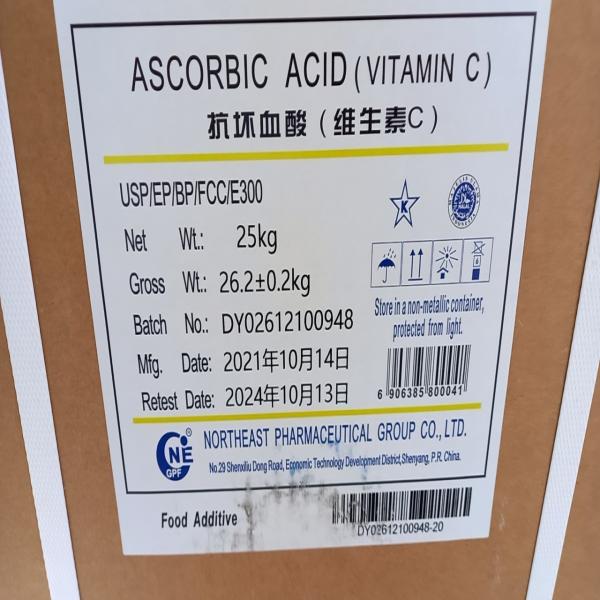 ASCORBIC ACID (VITAMIN C)
抗坏血酸（维生素C）
USP/EP/BP/FCC/E300
Net Wt.: 25kg
Gross Wt.: 26.2±0.2kg
Batch No.: DY02612100948
Mfg. Date: 2021年10月14日
Retest Date: 2024年10月13日
K
6
Store in a non-metallic container,
protected from light.
6 906385 800041
NE
GPF
®
NORTHEAST PHARMACEUTICAL GROUP CO., LTD.
No.29 Shenxiliu Dong Road, Economic Technology Development District, Shenyang, P.R. China.
Food Additive
DY02612100948-20